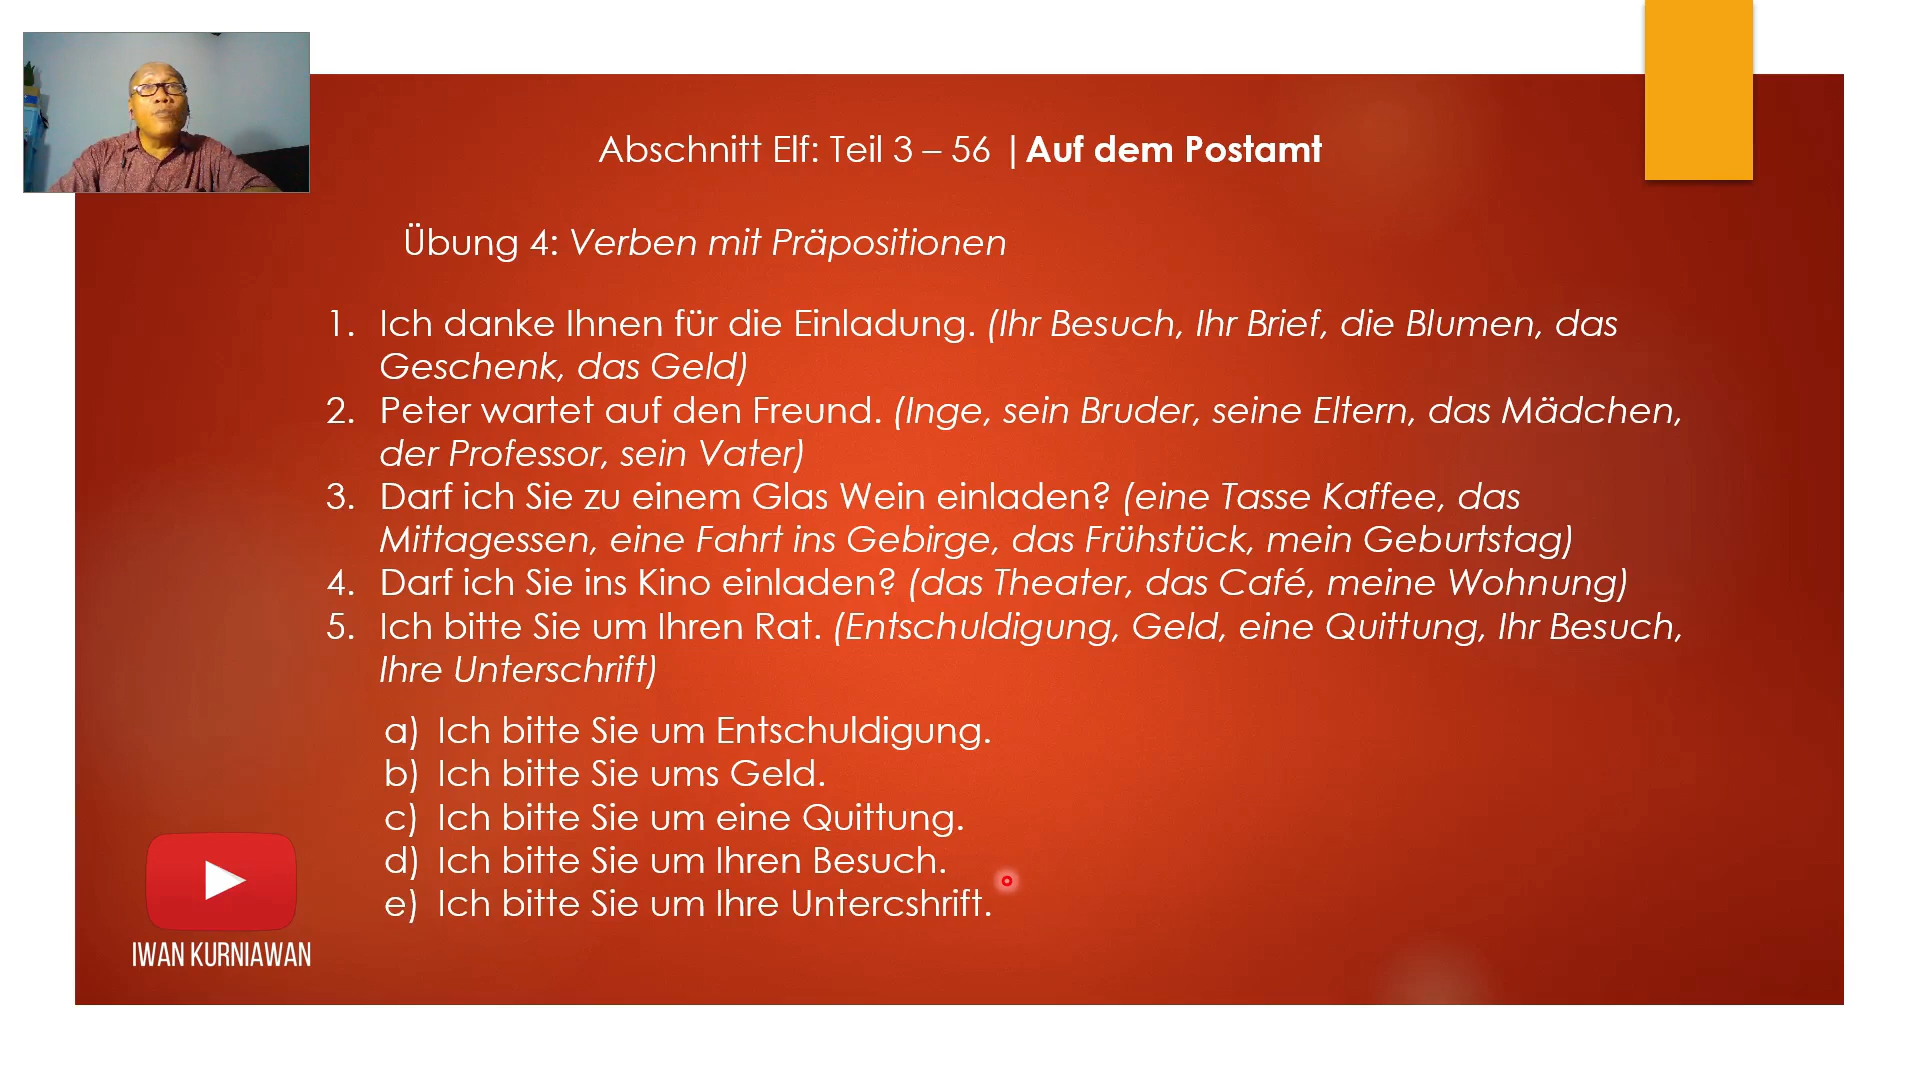 Abschnitt Elf: Teil 3 – 56 |Auf dem Postamt
Übung 4: Verben mit Präpositionen
1. Ich danke Ihnen für die Einladung. (Ihr Besuch, Ihr Brief, die Blumen, das
Geschenk, das Geld)
2. Peter wartet auf den Freund. (Inge, sein Bruder, seine Eltern, das Mädchen,
der Professor, sein Vater)
3. Darf ich Sie zu einem Glas Wein einladen? (eine Tasse Kaffee, das
Mittagessen, eine Fahrt ins Gebirge, das Frühstück, mein Geburtstag)
4. Darf ich Sie ins Kino einladen? (das Theater, das Café, meine Wohnung)
5. Ich bitte Sie um Ihren Rat. (Entschuldigung, Geld, eine Quittung, Ihr Besuch,
Ihre Unterschrift)
a) Ich bitte Sie um Entschuldigung.
b) Ich bitte Sie ums Geld.
c) Ich bitte Sie um eine Quittung.
d) Ich bitte Sie um Ihren Besuch.
e) Ich bitte Sie um Ihre Untercshrift.
IWAN KURNIAWAN